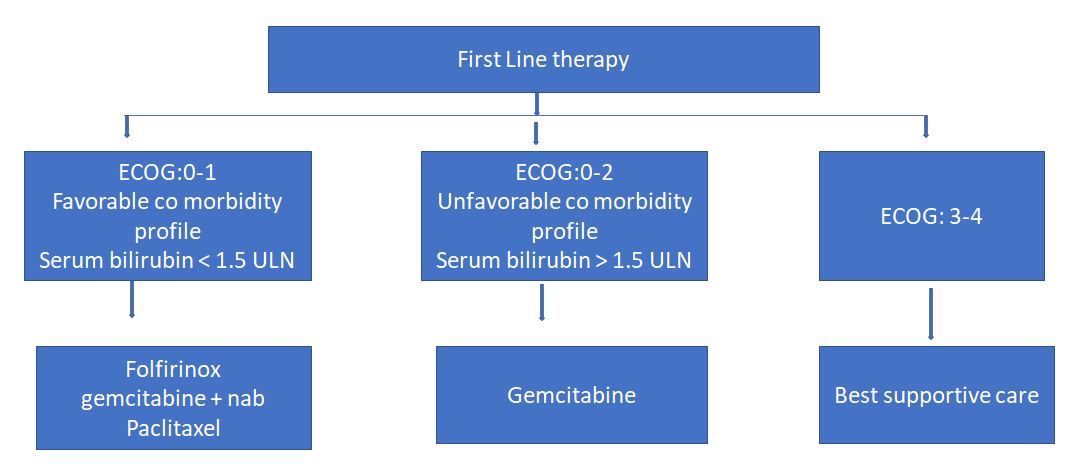 First Line therapy
ECOG:0-1
Favorable co morbidity
profile
Serum bilirubin < 1.5 ULN
ECOG:0-2
Unfavorable co morbidity
profile
Serum bilirubin > 1.5 ULN
ECOG: 3-4
Folfirinox
gemcitabine + nab
Paclitaxel
Gemcitabine
Best supportive care